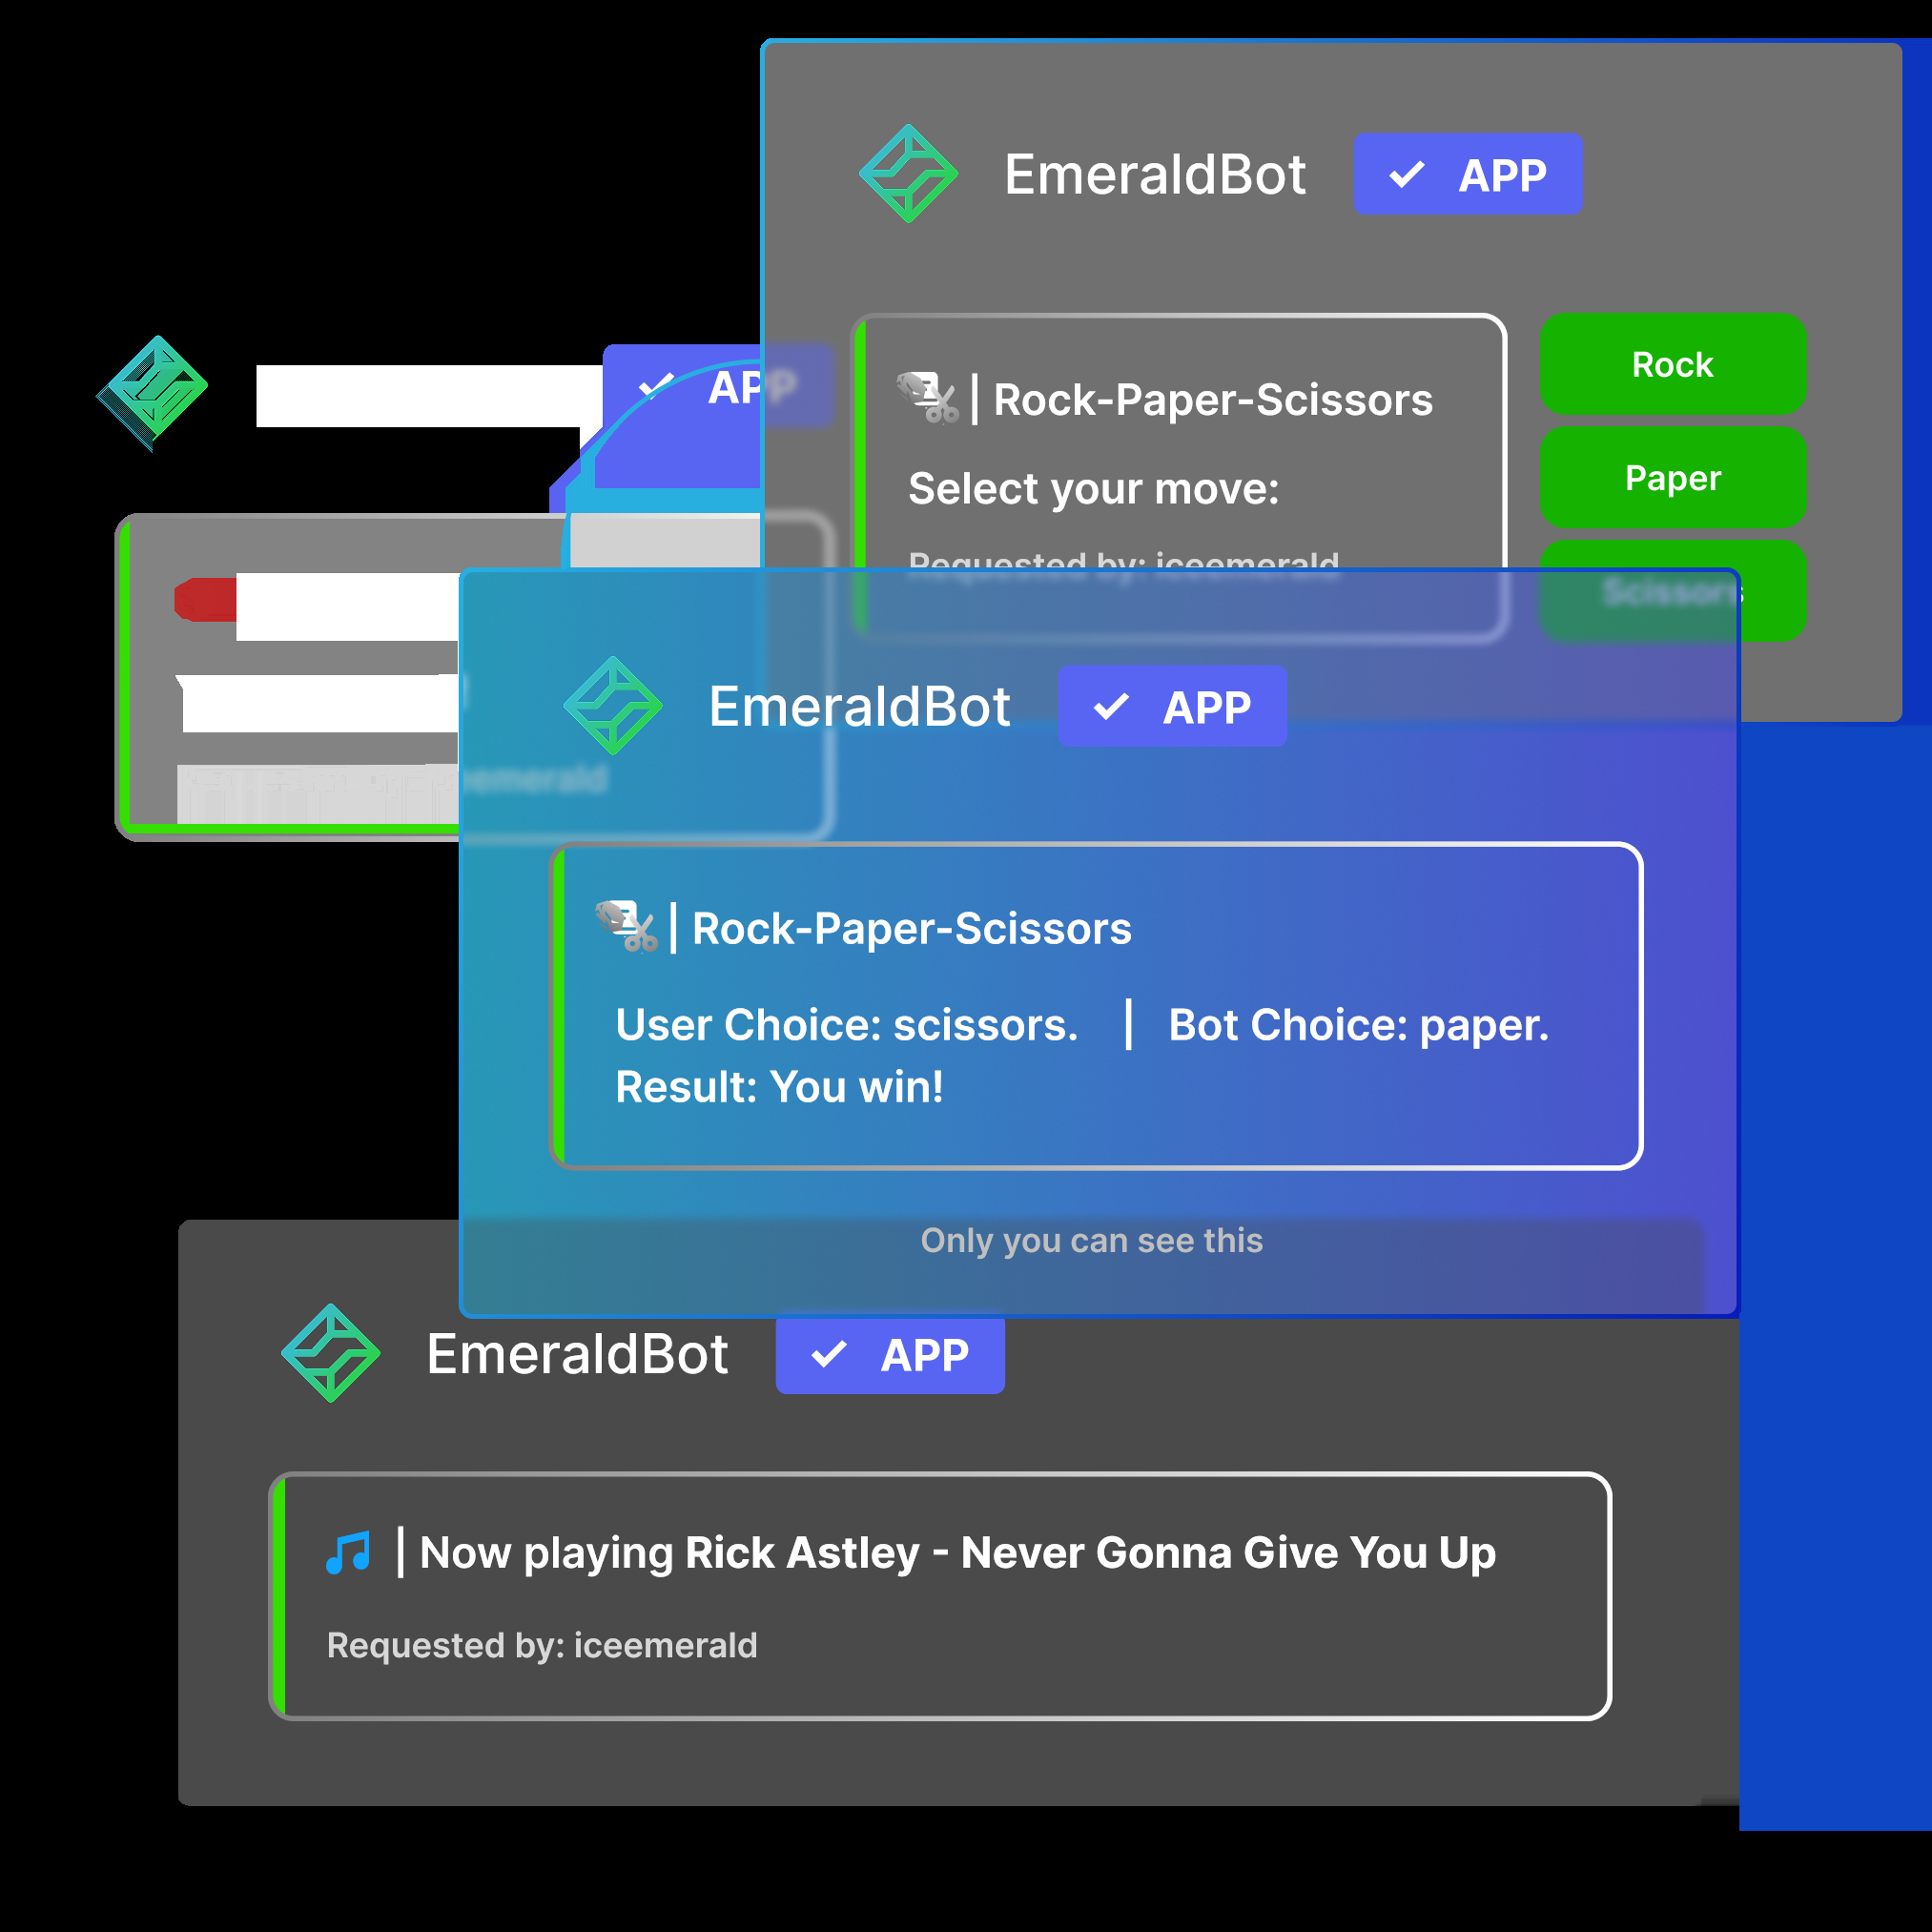 EmeraldBot ✓ APP
| Rock-Paper-Scissors
Select your move:
Requested by: iceemerald
Rock
Paper
Scissors
APP
emerald
EmeraldBot ✓ APP
| Rock-Paper-Scissors
User Choice: scissors. | Bot Choice: paper.
Result: You win!
Only you can see this
EmeraldBot ✓ APP
| Now playing Rick Astley - Never Gonna Give You Up
Requested by: iceemerald